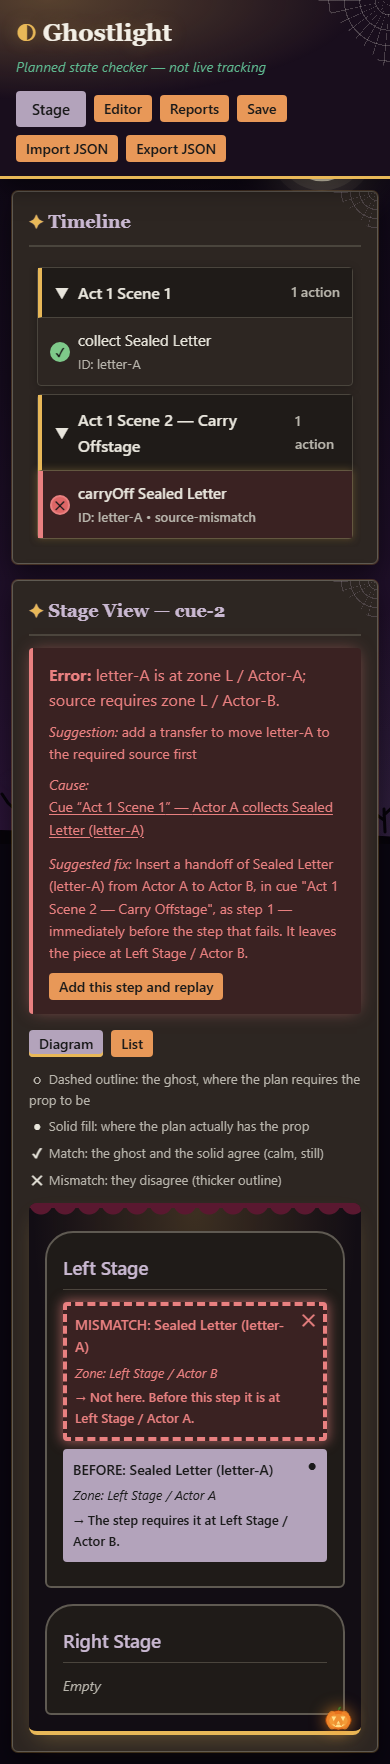 Ghostlight
Planned state checker — not live tracking
Stage
Editor
Reports
Save
Import JSON
Export JSON
Timeline
Act 1 Scene 1
1 action
collect Sealed Letter
ID: letter-A
Act 1 Scene 2 — Carry
Offstage
1
action
carryOff Sealed Letter
ID: letter-A • source-mismatch
Stage View — cue-2
Error: letter-A is at zone L / Actor-A;
source requires zone L / Actor-B.
Suggestion: add a transfer to move letter-A to
the required source first
Cause:
Cue “Act 1 Scene 1” — Actor A collects Sealed
Letter (letter-A)
Suggested fix: Insert a handoff of Sealed Letter
(letter-A) from Actor A to Actor B, in cue "Act 1
Scene 2 — Carry Offstage", as step 1 —
immediately before the step that fails. It leaves
the piece at Left Stage / Actor B.
Add this step and replay
Diagram
List
Dashed outline: the ghost, where the plan requires the
prop to be
Solid fill: where the plan actually has the prop
Match: the ghost and the solid agree (calm, still)
Mismatch: they disagree (thicker outline)
Left Stage
MISMATCH: Sealed Letter (letter-
A)
Zone: Left Stage / Actor B
→ Not here. Before this step it is at
Left Stage / Actor A.
BEFORE: Sealed Letter (letter-A)
Zone: Left Stage / Actor A
→ The step requires it at Left Stage /
Actor B.
Right Stage
Empty